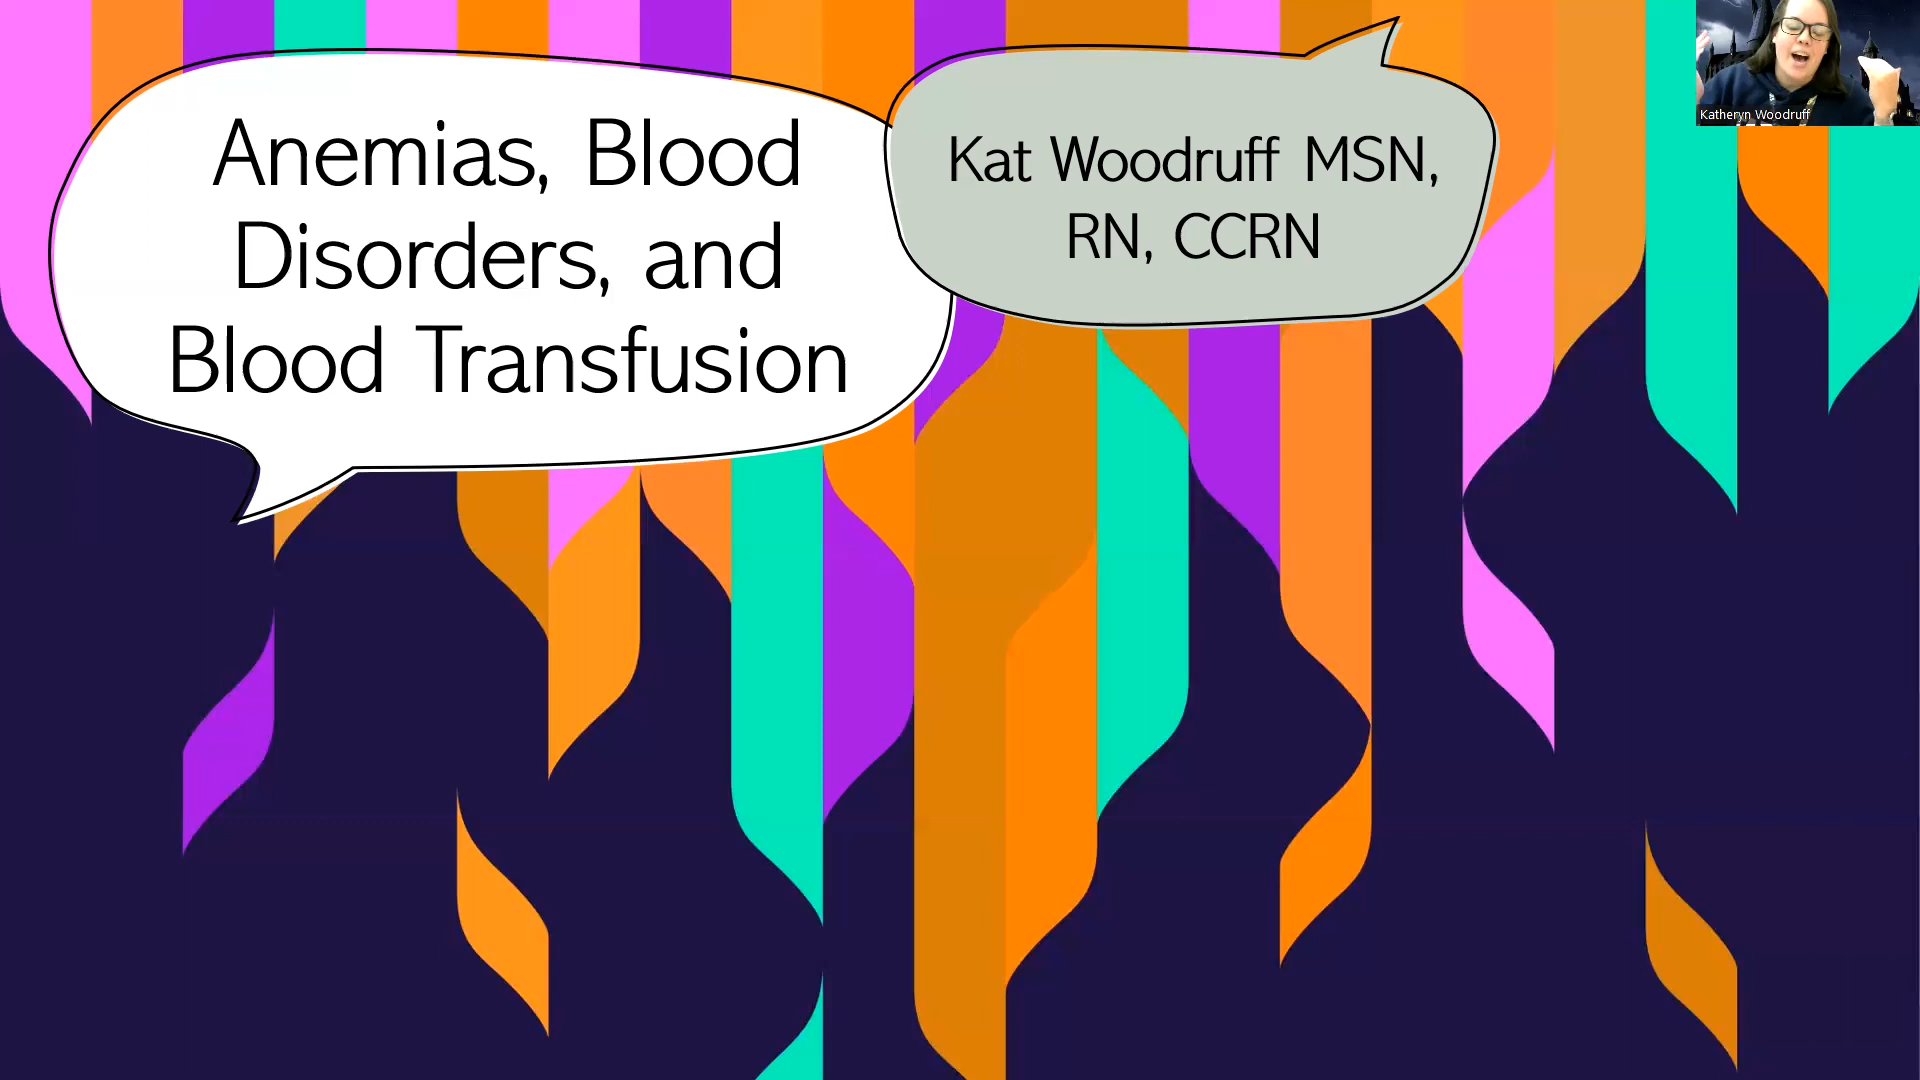 Anemias, Blood
Disorders, and
Blood Transfusion
Kat Woodruff MSN,
RN, CCRN
Katheryn Woodruff